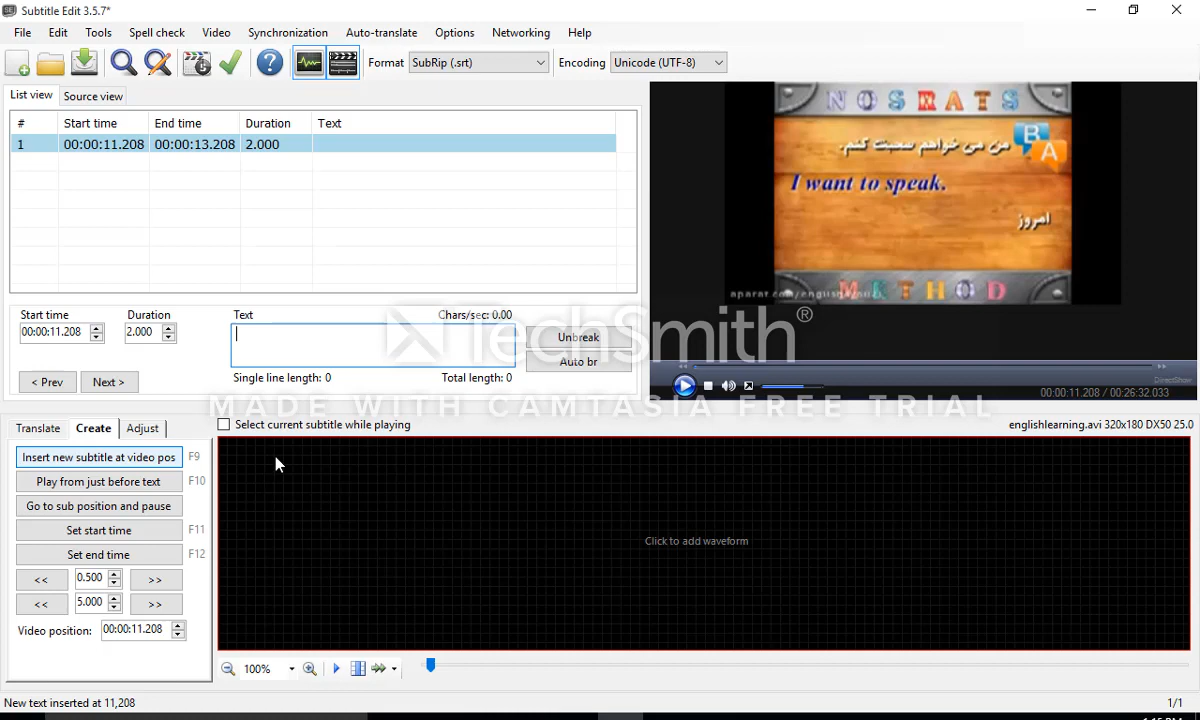 Subtitle Edit 3.5.7*
File Edit Tools Spell check Video Synchronization Auto-translate Options Networking Help
Format SubRip (.srt) Encoding Unicode (UTF-8)
List view Source view
# Start time End time Duration Text
1 00:00:11.208 00:00:13.208 2.000
NOSRATS
من می خواهم صحبت کنم.
B A
I want to speak.
امروز
METHOD
Start time Duration Text Chars/sec: 0.00
00:00:11.208 2.000
Unbreak
Auto br
Single line length: 0 Total length: 0
< Prev Next >
TechSmith®
MADE WITH CAMTASIA FREE TRIAL
DirectShow
00:00:11.208 / 00:26:32.033
Translate Create Adjust
Select current subtitle while playing englishlearning.avi 320x180 DX50 25.0
Insert new subtitle at video pos F9
Play from just before text F10
Go to sub position and pause
Set start time F11
Set end time F12
<< 0.500 >>
<< 5.000 >>
Video position: 00:00:11.208
Click to add waveform
100%
New text inserted at 11,208 1/1